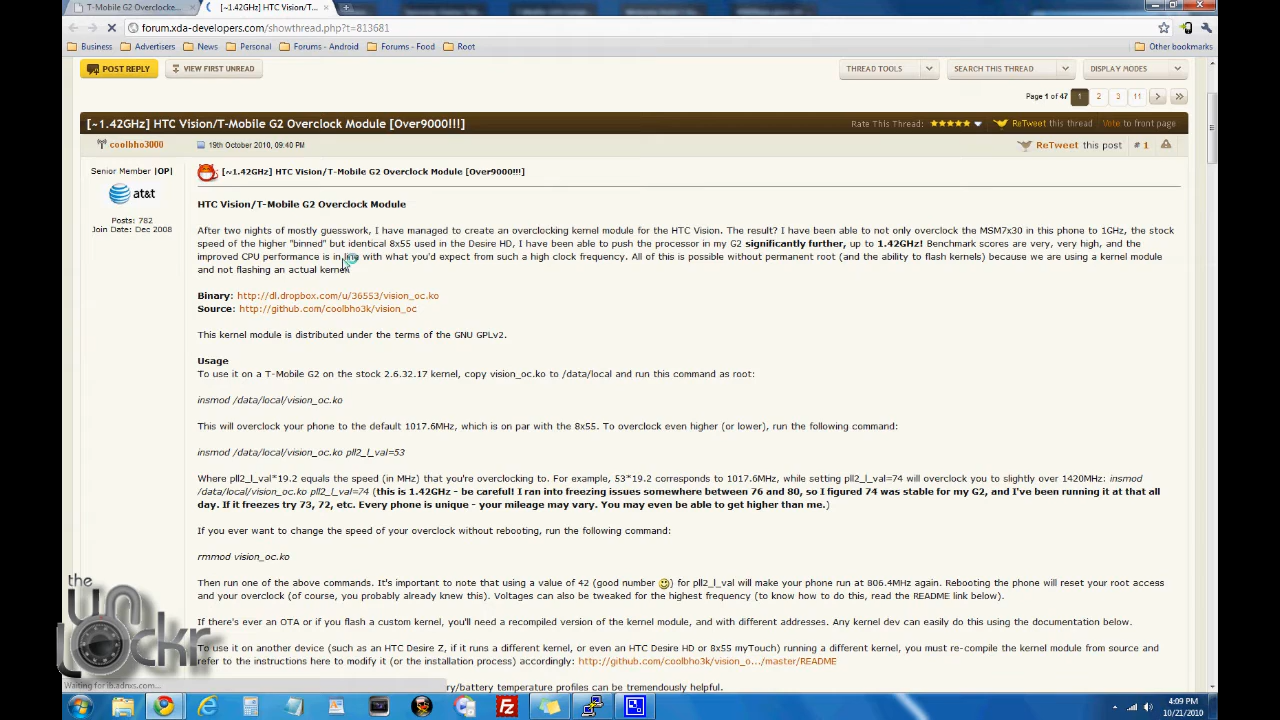 T-Mobile G2 Overclocke
[~1.42GHz] HTC Vision/T-M
forum.xda-developers.com/showthread.php?t=813681
Business Advertisers News Personal Forums - Android Forums - Food Root Other bookmarks
POST REPLY VIEW FIRST UNREAD THREAD TOOLS SEARCH THIS THREAD DISPLAY MODES
Page 1 of 47 1 2 3 11 > >>
[~1.42GHz] HTC Vision/T-Mobile G2 Overclock Module [Over9000!!!] Rate This Thread: ReTweet this thread Vote to front page
coolbho3000 19th October 2010, 09:40 PM ReTweet this post # 1
Senior Member |OP|
at&t
Posts: 782
Join Date: Dec 2008
[~1.42GHz] HTC Vision/T-Mobile G2 Overclock Module [Over9000!!!]
HTC Vision/T-Mobile G2 Overclock Module
After two nights of mostly guesswork, I have managed to create an overclocking kernel module for the HTC Vision. The result? I have been able to not only overclock the MSM7x30 in this phone to 1GHz, the stock
speed of the higher "binned" but identical 8x55 used in the Desire HD, I have been able to push the processor in my G2 significantly further, up to 1.42GHz! Benchmark scores are very, very high, and the
improved CPU performance is in line with what you'd expect from such a high clock frequency. All of this is possible without permanent root (and the ability to flash kernels) because we are using a kernel module
and not flashing an actual kernel.
Binary: http://dl.dropbox.com/u/36553/vision_oc.ko
Source: http://github.com/coolbho3k/vision_oc
This kernel module is distributed under the terms of the GNU GPLv2.
Usage
To use it on a T-Mobile G2 on the stock 2.6.32.17 kernel, copy vision_oc.ko to /data/local and run this command as root:
insmod /data/local/vision_oc.ko
This will overclock your phone to the default 1017.6MHz, which is on par with the 8x55. To overclock even higher (or lower), run the following command:
insmod /data/local/vision_oc.ko pll2_l_val=53
Where pll2_l_val*19.2 equals the speed (in MHz) that you're overclocking to. For example, 53*19.2 corresponds to 1017.6MHz, while setting pll2_l_val=74 will overclock you to slightly over 1420MHz: insmod
/data/local/vision_oc.ko pll2_l_val=74 (this is 1.42GHz - be careful! I ran into freezing issues somewhere between 76 and 80, so I figured 74 was stable for my G2, and I've been running it at that all
day. If it freezes try 73, 72, etc. Every phone is unique - your mileage may vary. You may even be able to get higher than me.)
If you ever want to change the speed of your overclock without rebooting, run the following command:
rmmod vision_oc.ko
Then run one of the above commands. It's important to note that using a value of 42 (good number ) for pll2_l_val will make your phone run at 806.4MHz again. Rebooting the phone will reset your root access
and your overclock (of course, you probably already knew this). Voltages can also be tweaked for the highest frequency (to know how to do this, read the README link below).
If there's ever an OTA or if you flash a custom kernel, you'll need a recompiled version of the kernel module, and with different addresses. Any kernel dev can easily do this using the documentation below.
To use it on another device (such as an HTC Desire Z, if it runs a different kernel, or even an HTC Desire HD or 8x55 myTouch) running a different kernel, you must re-compile the kernel module from source and
refer to the instructions here to modify it (or the installation process) accordingly: http://github.com/coolbho3k/vision_o.../master/README
ry/battery temperature profiles can be tremendously helpful.
the
unlockr
Waiting for ib.adnxs.com...
4:09 PM
10/21/2010